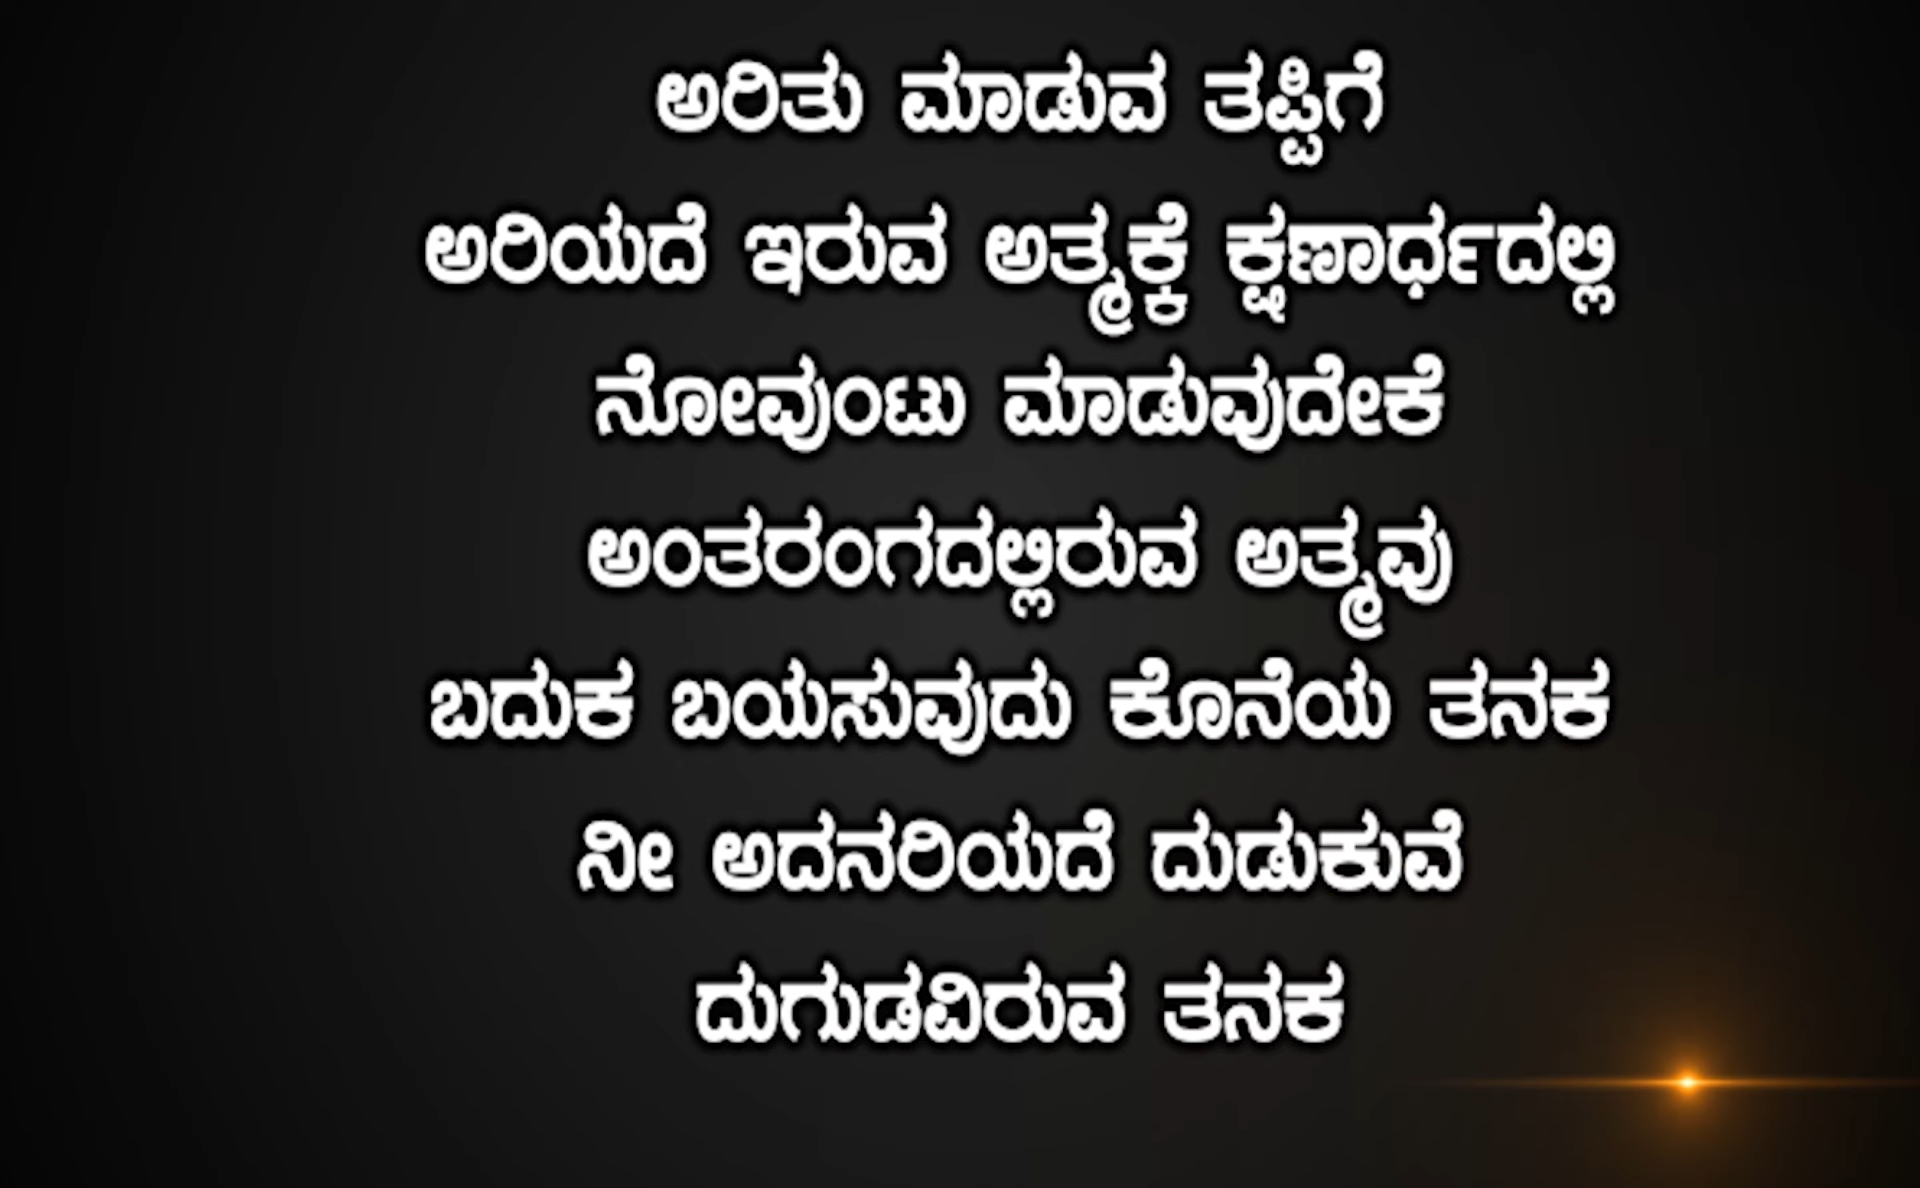 ಅರಿತು ಮಾಡುವ ತಪ್ಪಿಗೆ
ಅರಿಯದೆ ಇರುವ ಅತ್ಮಕ್ಕೆ ಕ್ಷಣಾರ್ಧದಲ್ಲಿ
ನೋವುಂಟು ಮಾಡುವುದೇಕೆ
ಅಂತರಂಗದಲ್ಲಿರುವ ಅತ್ಮವು
ಬದುಕ ಬಯಸುವುದು ಕೊನೆಯ ತನಕ
ನೀ ಅದನರಿಯದೆ ದುಡುಕುವೆ
ದುಗುಡವಿರುವ ತನಕ